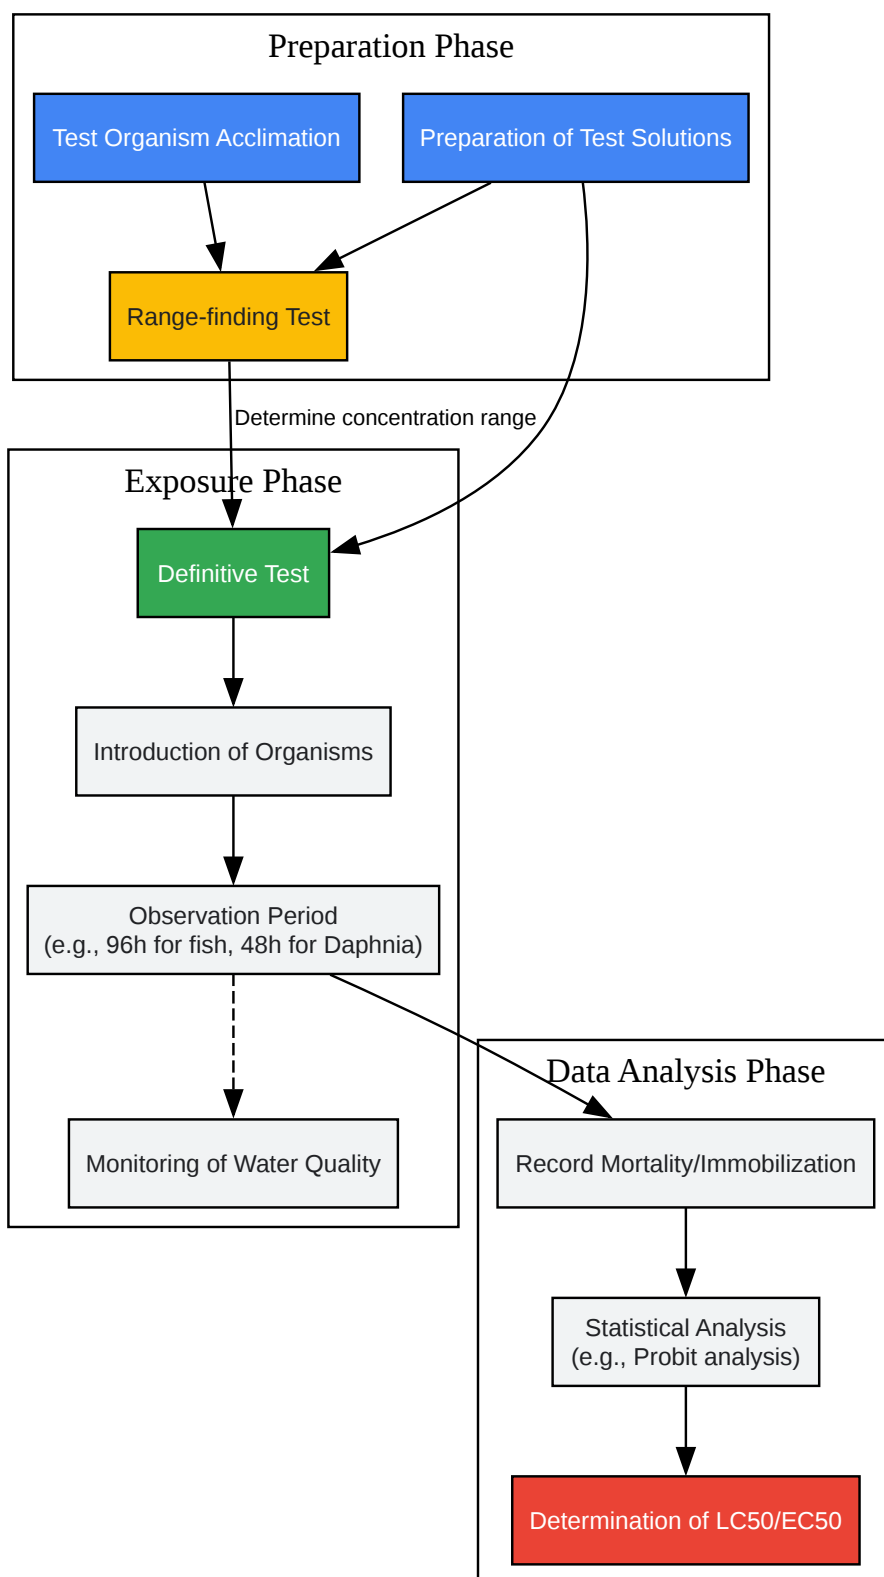 Preparation Phase
Test Organism Acclimation
Preparation of Test Solutions
Range-finding Test
Determine concentration range
Exposure Phase
Definitive Test
Introduction of Organisms
Observation Period
(e.g., 96h for fish, 48h for Daphnia)
Monitoring of Water Quality
Data Analysis Phase
Record Mortality/Immobilization
Statistical Analysis
(e.g., Probit analysis)
Determination of LC50/EC50